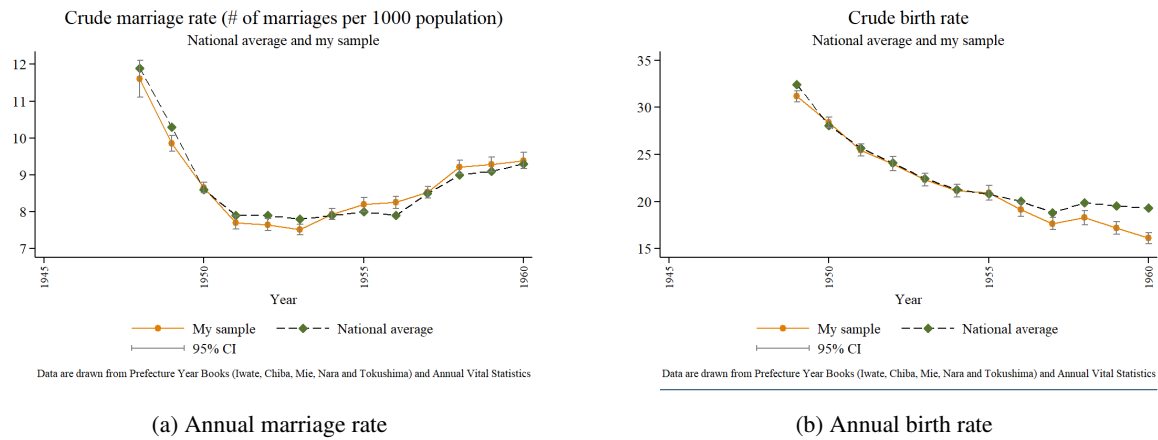 Crude marriage rate (# of marriages per 1000 population)
National average and my sample
12
11
10
9
8
7
1945
1950
1955
1960
Year
My sample
National average
95% CI
Data are drawn from Prefecture Year Books (Iwate, Chiba, Mie, Nara and Tokushima) and Annual Vital Statistics
(a) Annual marriage rate
Crude birth rate
National average and my sample
35
30
25
20
15
1945
1950
1955
1960
Year
My sample
National average
95% CI
Data are drawn from Prefecture Year Books (Iwate, Chiba, Mie, Nara and Tokushima) and Annual Vital Statistics
(b) Annual birth rate